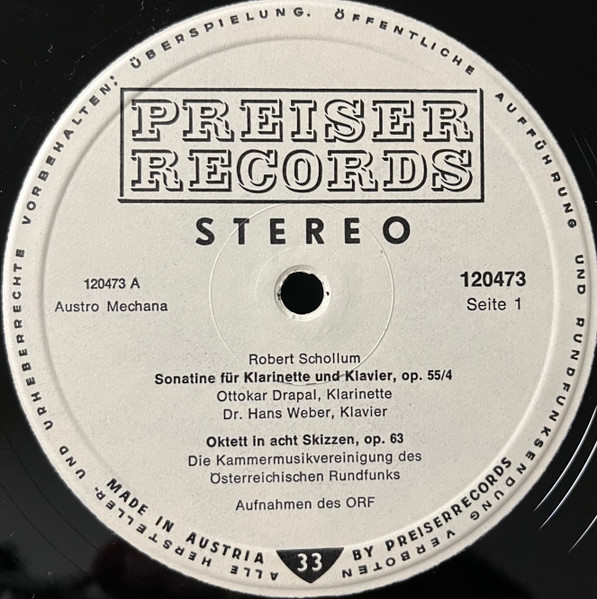 ALLE HERSTELLER- UND URHEBERRECHTE VORBEHALTEN; ÜBERSPIELUNG. ÖFFENTLICHE AUFFÜHRUNG UND RUNDFUNKSENDUNG VERBOTEN
PREISER
RECORDS
STEREO
120473 A
Austro Mechana
120473
Seite 1
Robert Schollum
Sonatine für Klarinette und Klavier, op. 55/4
Ottokar Drapal, Klarinette
Dr. Hans Weber, Klavier
Oktett in acht Skizzen, op. 63
Die Kammermusikvereinigung des
Österreichischen Rundfunks
Aufnahmen des ORF
MADE IN AUSTRIA 33 BY PREISERRECORDS